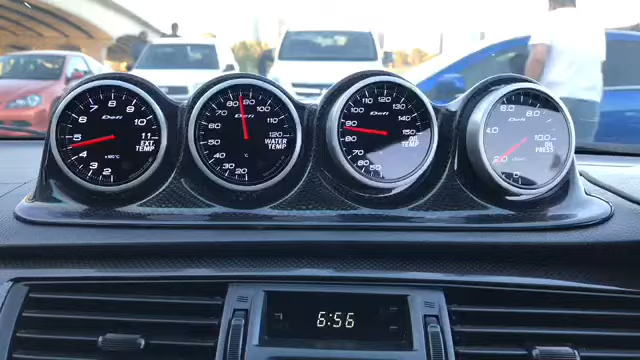 2 3 4 5 6 7 8 9 10 11
Defi
×100°C
EXT
TEMP
20 30 40 50 60 70 80 90 100 110 120
Defi
°C
WATER
TEMP
50 60 70 80 90 100 110 120 130 140 150
Defi
OIL
TEMP
0 2.0 4.0 6.0 8.0 10.0
Defi
OIL
PRESS
6:56